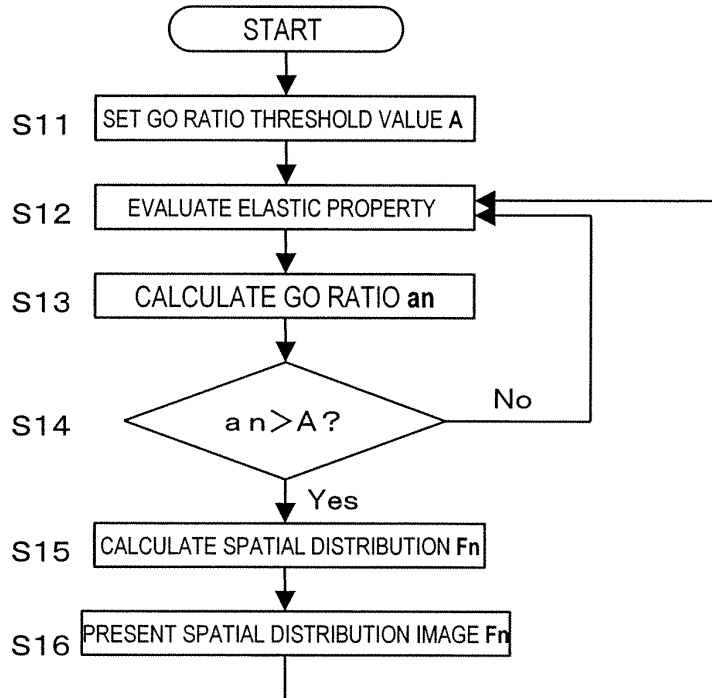 START
S11 SET GO RATIO THRESHOLD VALUE A
S12 EVALUATE ELASTIC PROPERTY
S13 CALCULATE GO RATIO an
S14 an>A?
No
Yes
S15 CALCULATE SPATIAL DISTRIBUTION Fn
S16 PRESENT SPATIAL DISTRIBUTION IMAGE Fn